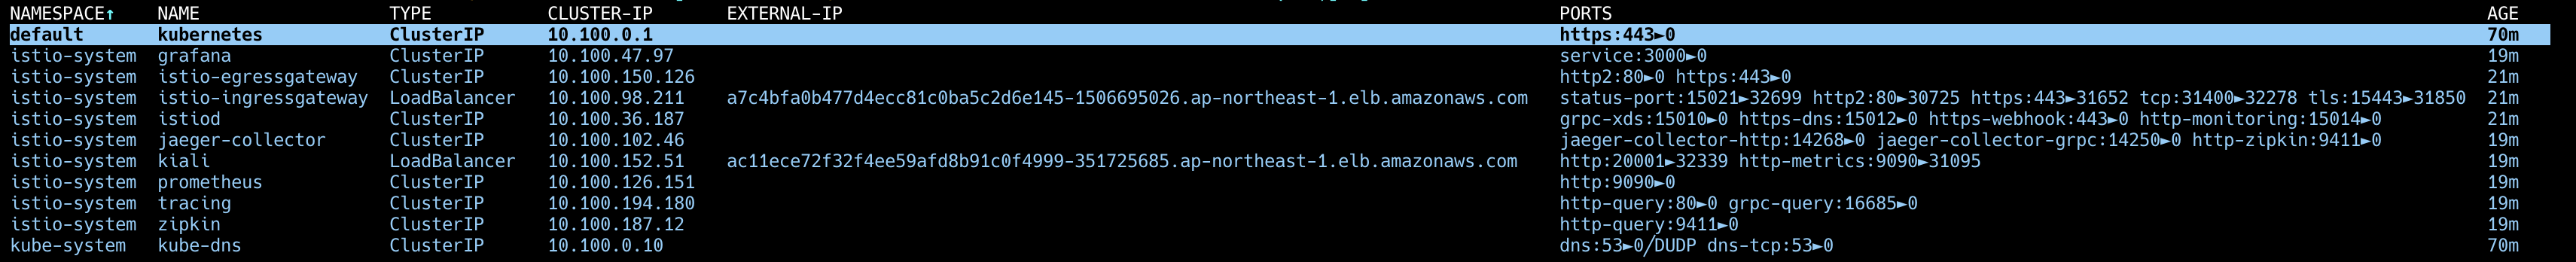 NAMESPACE↑ NAME TYPE CLUSTER-IP EXTERNAL-IP PORTS AGE
default kubernetes ClusterIP 10.100.0.1 https:443►0 70m
istio-system grafana ClusterIP 10.100.47.97 service:3000►0 19m
istio-system istio-egressgateway ClusterIP 10.100.150.126 http2:80►0 https:443►0 21m
istio-system istio-ingressgateway LoadBalancer 10.100.98.211 a7c4bfa0b477d4ecc81c0ba5c2d6e145-1506695026.ap-northeast-1.elb.amazonaws.com status-port:15021►32699 http2:80►30725 https:443►31652 tcp:31400►32278 tls:15443►31850 21m
istio-system istiod ClusterIP 10.100.36.187 grpc-xds:15010►0 https-dns:15012►0 https-webhook:443►0 http-monitoring:15014►0 21m
istio-system jaeger-collector ClusterIP 10.100.102.46 jaeger-collector-http:14268►0 jaeger-collector-grpc:14250►0 http-zipkin:9411►0 19m
istio-system kiali LoadBalancer 10.100.152.51 ac11ece72f32f4ee59afd8b91c0f4999-351725685.ap-northeast-1.elb.amazonaws.com http:20001►32339 http-metrics:9090►31095 19m
istio-system prometheus ClusterIP 10.100.126.151 http:9090►0 19m
istio-system tracing ClusterIP 10.100.194.180 http-query:80►0 grpc-query:16685►0 19m
istio-system zipkin ClusterIP 10.100.187.12 http-query:9411►0 19m
kube-system kube-dns ClusterIP 10.100.0.10 dns:53►0╱DUDP dns-tcp:53►0 70m